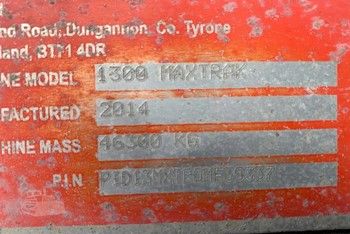 Road, Dungannon, Co. Tyrone
land, BT71 4DR
NE MODEL 1300 MAXTRAK
FACTURED 2014
HINE MASS 46300 KG
P.I.N